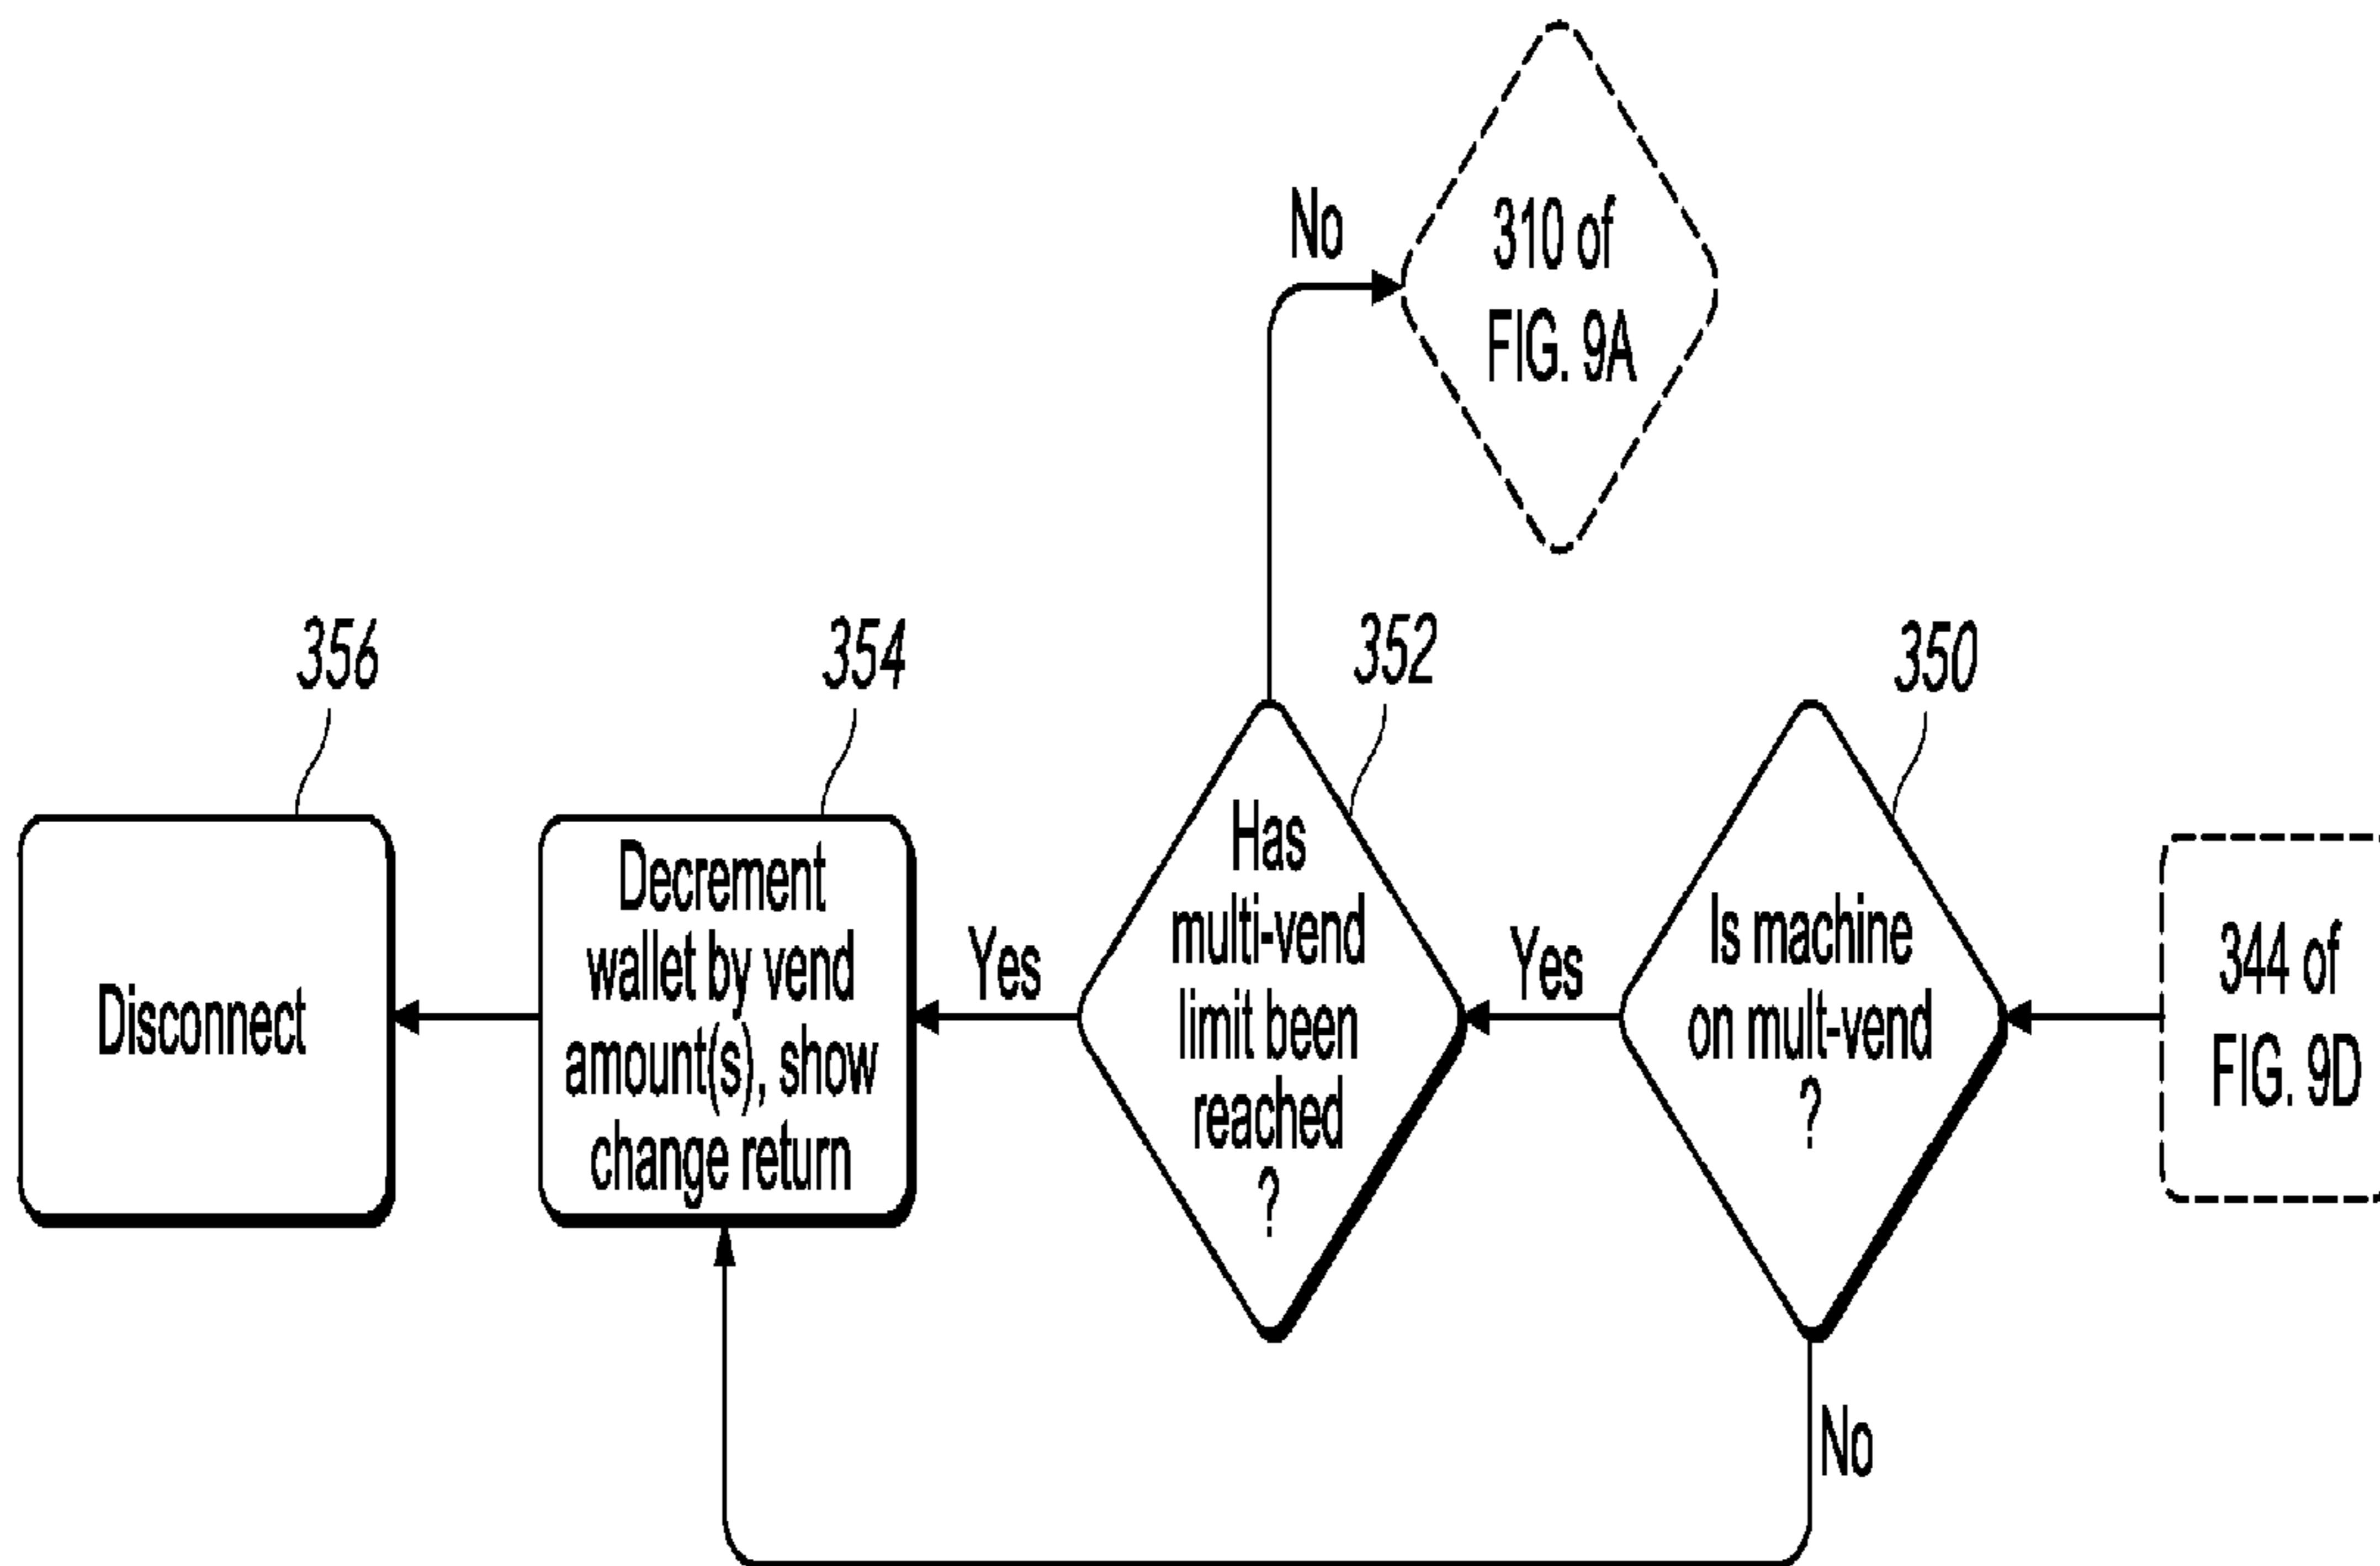 No
310 of
FIG. 9A
356
354
352
350
Disconnect
Decrement
wallet by vend
amount(s), show
change return
Yes
Has
multi-vend
limit been
reached
?
Yes
Is machine
on mult-vend
?
344 of
FIG. 9D
No